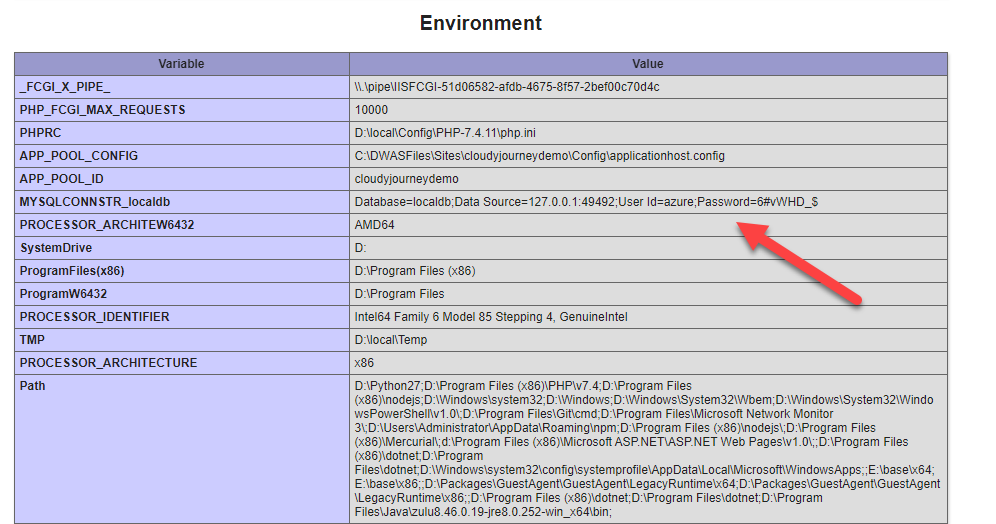 Environment
Variable Value
_FCGI_X_PIPE_ \\.\pipe\IISFCGI-51d06582-afdb-4675-8f57-2bef00c70d4c
PHP_FCGI_MAX_REQUESTS 10000
PHPRC D:\local\Config\PHP-7.4.11\php.ini
APP_POOL_CONFIG C:\DWASFiles\Sites\cloudyjourneydemo\Config\applicationhost.config
APP_POOL_ID cloudyjourneydemo
MYSQLCONNSTR_localdb Database=localdb;Data Source=127.0.0.1:49492;User Id=azure;Password=6#vWHD_$
PROCESSOR_ARCHITEW6432 AMD64
SystemDrive D:
ProgramFiles(x86) D:\Program Files (x86)
ProgramW6432 D:\Program Files
PROCESSOR_IDENTIFIER Intel64 Family 6 Model 85 Stepping 4, GenuineIntel
TMP D:\local\Temp
PROCESSOR_ARCHITECTURE x86
Path D:\Python27;D:\Program Files (x86)\PHP\v7.4;D:\Program Files
(x86)\nodejs;D:\Windows\system32;D:\Windows;D:\Windows\System32\Wbem;D:\Windows\System32\Windo
wsPowerShell\v1.0\;D:\Program Files\Git\cmd;D:\Program Files\Microsoft Network Monitor
3\;D:\Users\Administrator\AppData\Roaming\npm;D:\Program Files (x86)\nodejs\;D:\Program Files
(x86)\Mercurial\;d:\Program Files (x86)\Microsoft ASP.NET\ASP.NET Web Pages\v1.0\;;D:\Program Files
(x86)\dotnet;D:\Program
Files\dotnet;D:\Windows\system32\config\systemprofile\AppData\Local\Microsoft\WindowsApps;;E:\base\x64;
E:\base\x86;;D:\Packages\GuestAgent\GuestAgent\LegacyRuntime\x64;D:\Packages\GuestAgent\GuestAgent
\LegacyRuntime\x86;;D:\Program Files (x86)\dotnet;D:\Program Files\dotnet;D:\Program
Files\Java\zulu8.46.0.19-jre8.0.252-win_x64\bin;